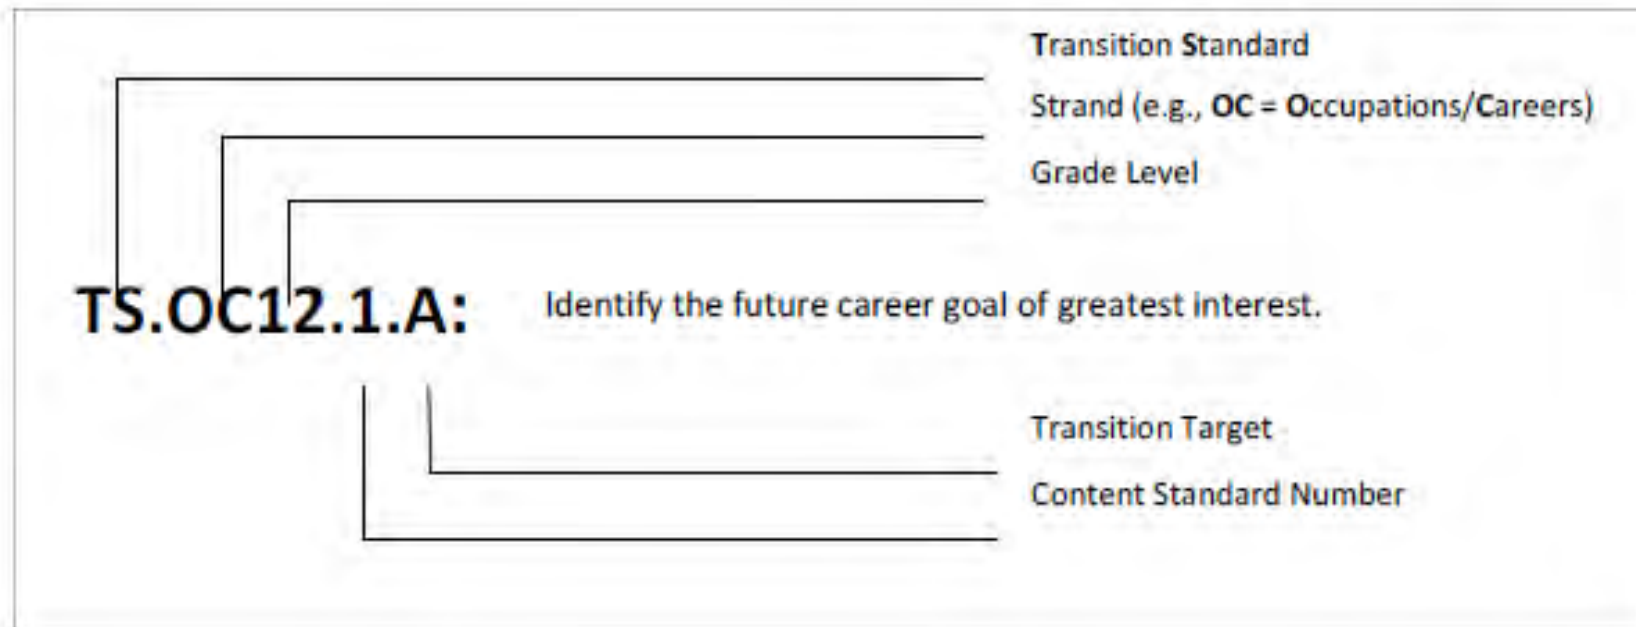 Transition Standard
Strand (e.g., OC = Occupations/Careers)
Grade Level
TS.OC12.1.A: Identify the future career goal of greatest interest.
Transition Target
Content Standard Number